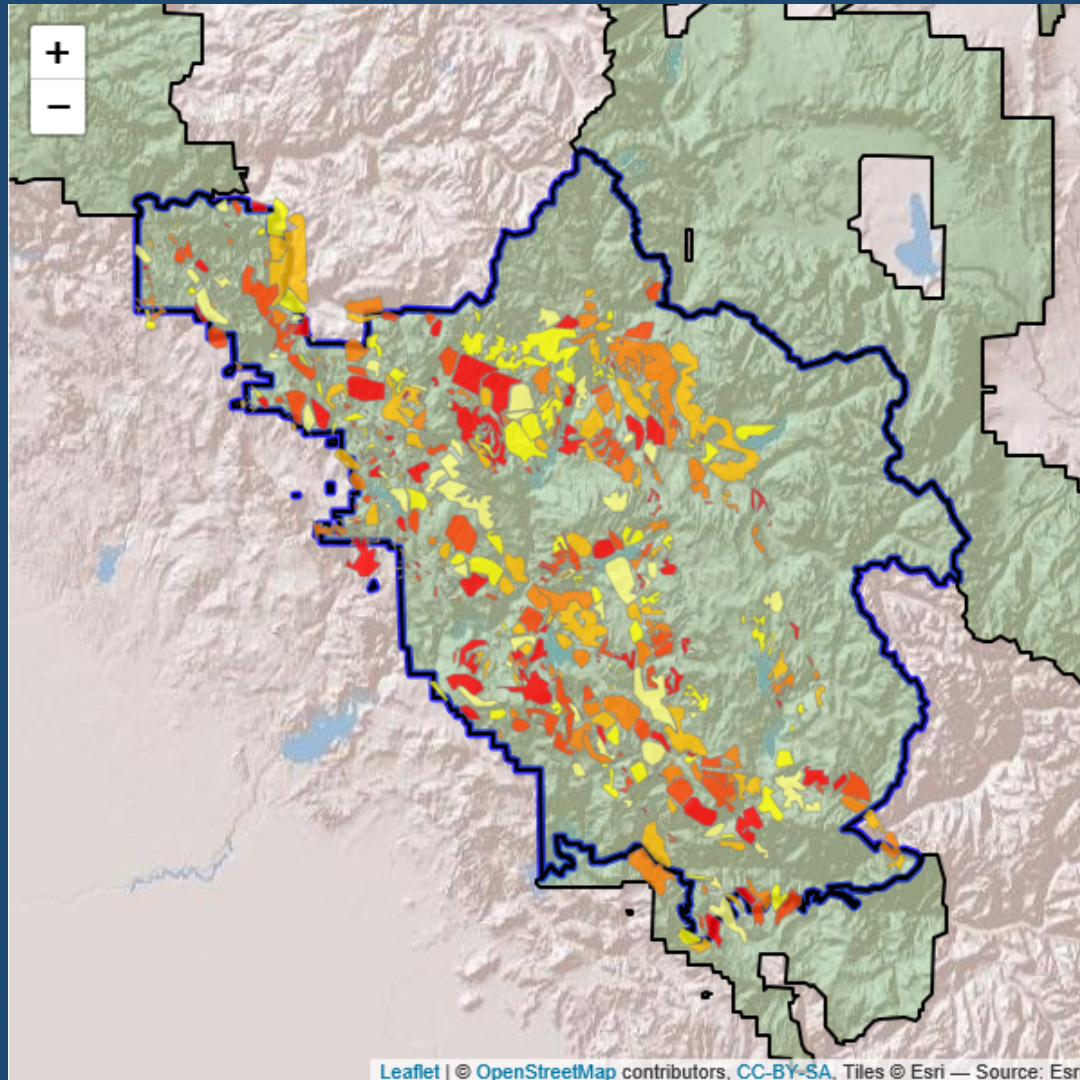 +
−
Leaflet | © OpenStreetMap contributors, CC-BY-SA, Tiles © Esri — Source: Esr